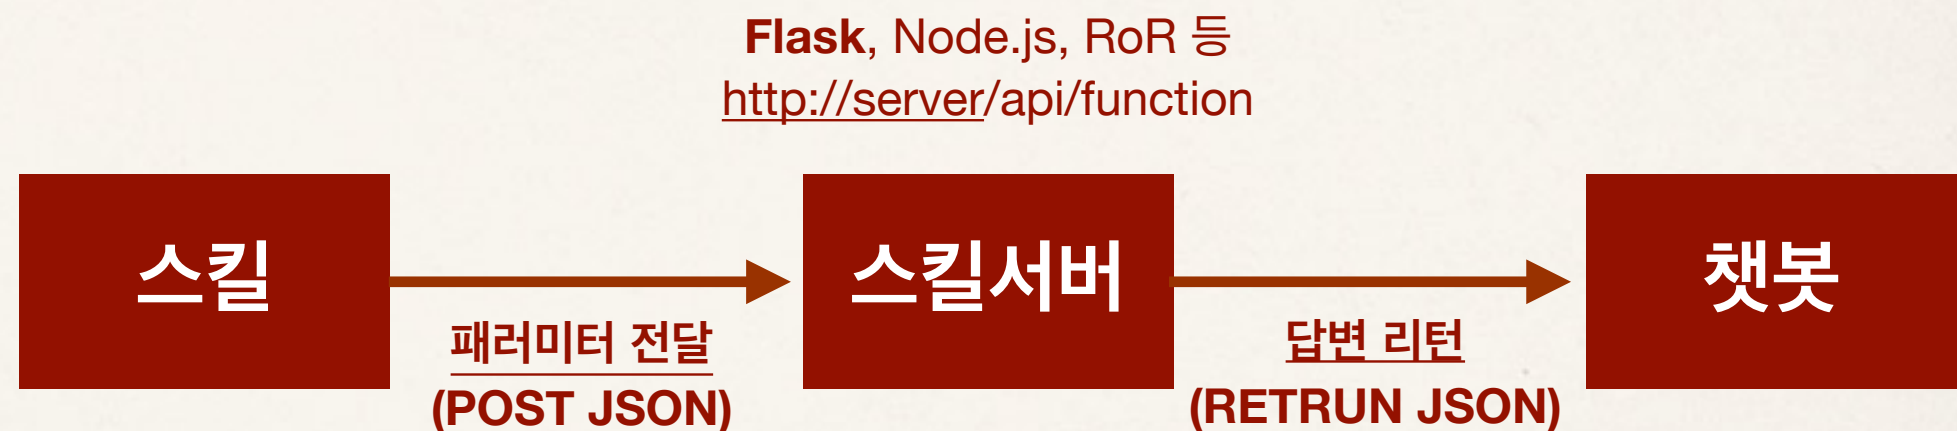 Flask, Node.js, RoR 등
http://server/api/function
스킬
스킬서버
챗봇
패러미터 전달
(POST JSON)
답변 리턴
(RETRUN JSON)